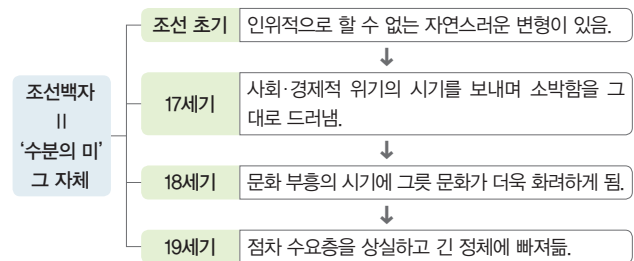 조선백자
||
‘수분의 미’
그 자체
조선 초기
인위적으로 할 수 없는 자연스러운 변형이 있음.
↓
17세기
사회·경제적 위기의 시기를 보내며 소박함을 그
대로 드러냄.
↓
18세기
문화 부흥의 시기에 그릇 문화가 더욱 화려하게 됨.
↓
19세기
점차 수요층을 상실하고 긴 정체에 빠져듦.